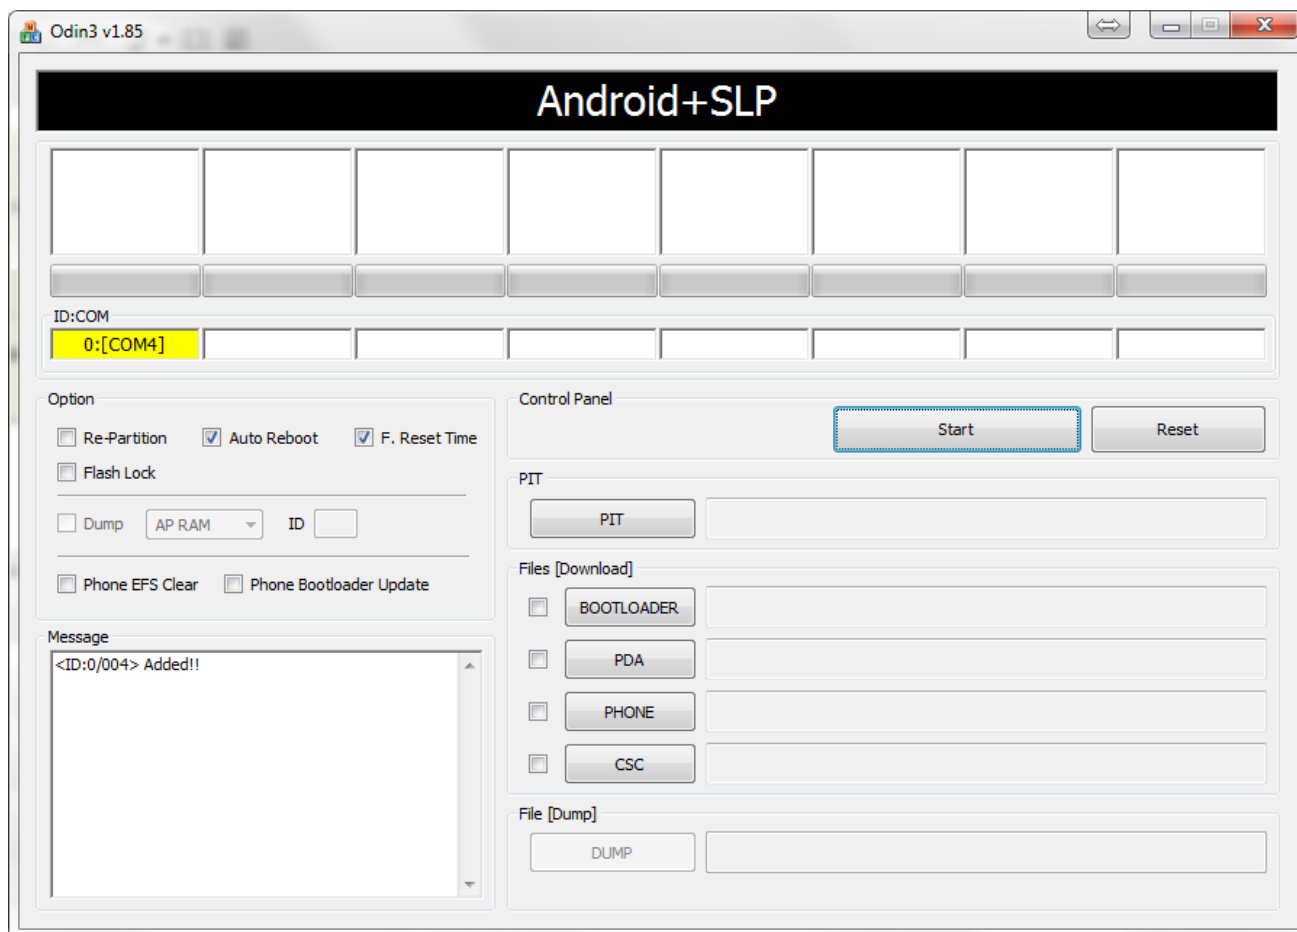 Odin3 v1.85
Android+SLP
ID:COM
0:[COM4]
Option
Re-Partition Auto Reboot F. Reset Time
Flash Lock
Dump AP RAM ID
Phone EFS Clear Phone Bootloader Update
Message
<ID:0/004> Added!!
Control Panel
Start Reset
PIT
PIT
Files [Download]
BOOTLOADER
PDA
PHONE
CSC
File [Dump]
DUMP